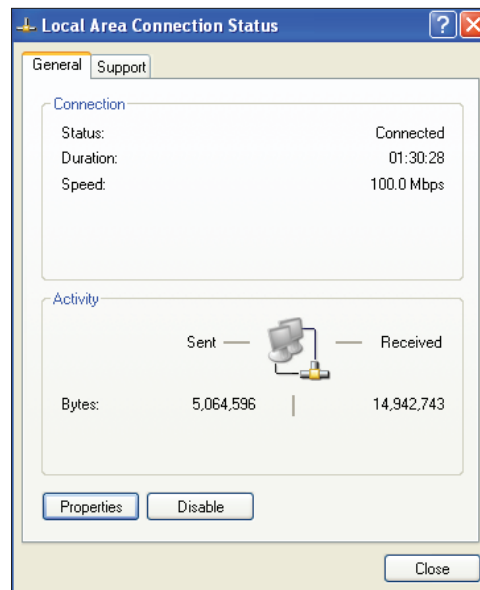 Local Area Connection Status
General Support
Connection
Status: Connected
Duration: 01:30:28
Speed: 100.0 Mbps
Activity
Sent Received
Bytes: 5,064,596 14,942,743
Properties Disable
Close